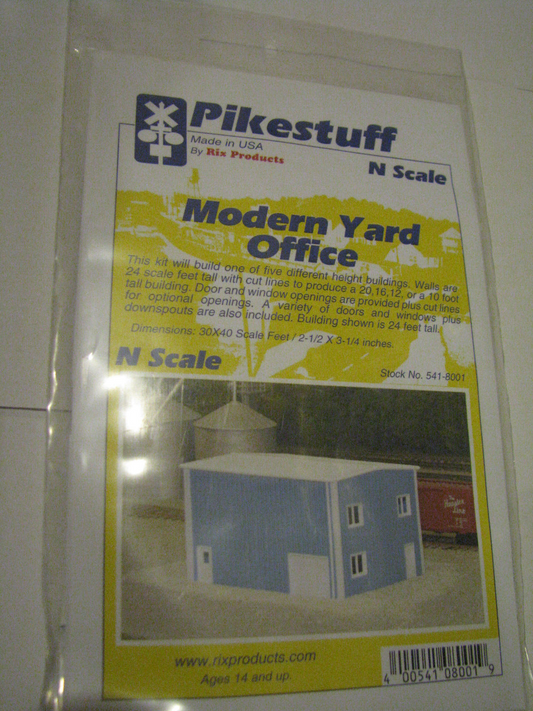 Pikestuff
Made in USA
By Rix Products
N Scale
Modern Yard
Office
This kit will build one of five different height buildings. Walls are
24 scale feet tall with cut lines to produce a 20,16,12, or a 10 foot
tall building. Door and window openings are provided plus cut lines
for optional openings. A variety of doors and windows plus
downspouts are also included. Building shown is 24 feet tall.
Dimensions: 30X40 Scale Feet / 2-1/2 X 3-1/4 inches.
N Scale
Stock No. 541-8001
www.rixproducts.com
Ages 14 and up.
4 00541 08001 9